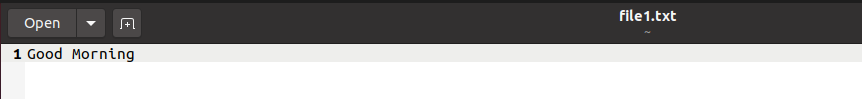 Open
file1.txt
~
1 Good Morning